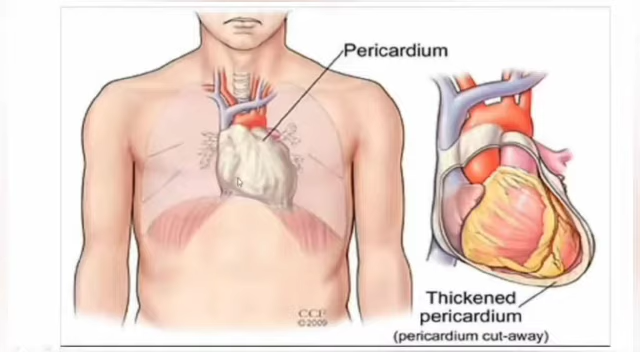 Pericardium
CCF
©2009
Thickened
pericardium
(pericardium cut-away)